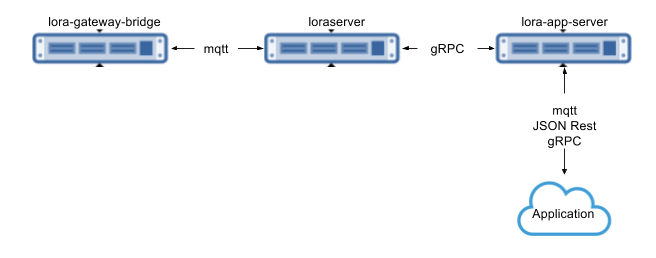 lora-gateway-bridge
loraserver
lora-app-server
mqtt
gRPC
mqtt
JSON Rest
gRPC
Application